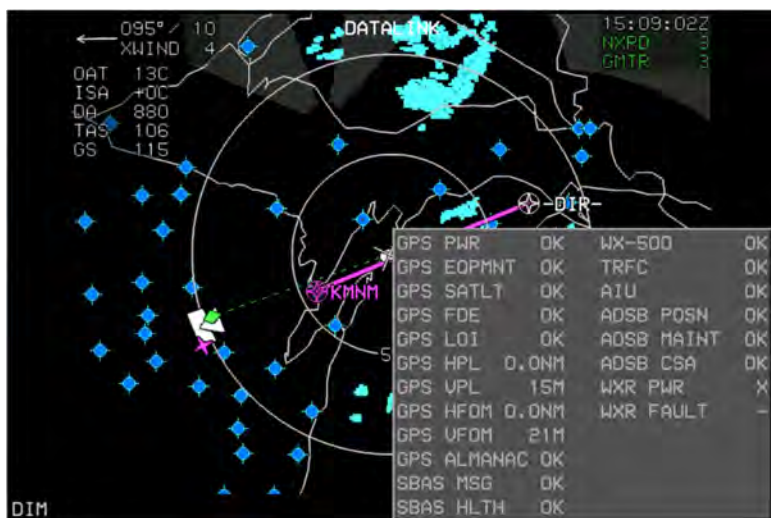 095° / 10
XWIND 4
OAT 13C
ISA +0C
DA 880
TAS 106
GS 115
DATALINK
15:09:02Z
NXRD 3
GMTR 3
-DIR-
KMNM
5
GPS PWR OK WX-500 OK
GPS EQPMNT OK TRFC OK
GPS SATLT OK AIU OK
GPS FDE OK ADSB POSN OK
GPS LOI OK ADSB MAINT OK
GPS HPL 0.0NM ADSB CSA OK
GPS VPL 15M WXR PWR X
GPS HFOM 0.0NM WXR FAULT -
GPS VFOM 21M
GPS ALMANAC OK
SBAS MSG OK
SBAS HLTH OK
DIM